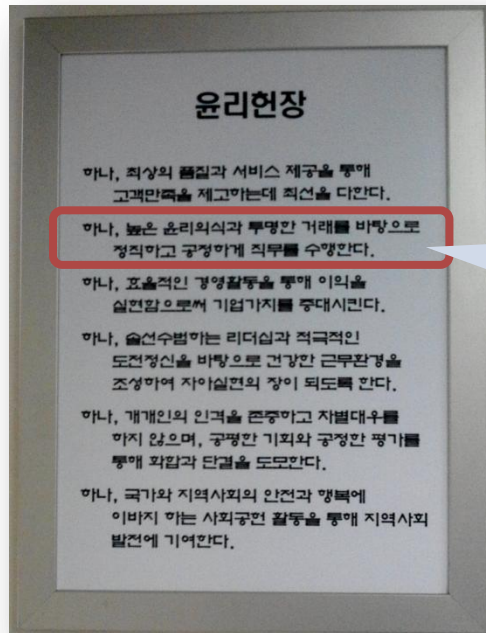 윤리헌장
하나, 최상의 품질과 서비스 제공을 통해
고객만족을 제고하는데 최선을 다한다.
하나, 높은 윤리의식과 투명한 거래를 바탕으로
정직하고 공정하게 직무를 수행한다.
하나, 효율적인 경영활동을 통해 이익을
실현함으로써 기업가치를 증대시킨다.
하나, 솔선수범하는 리더십과 적극적인
도전정신을 바탕으로 건강한 근무환경을
조성하여 자아실현의 장이 되도록 한다.
하나, 개개인의 인격을 존중하고 차별대우를
하지 않으며, 공평한 기회와 공정한 평가를
통해 화합과 단결을 도모한다.
하나, 국가와 지역사회의 안전과 행복에
이바지 하는 사회공헌 활동을 통해 지역사회
발전에 기여한다.